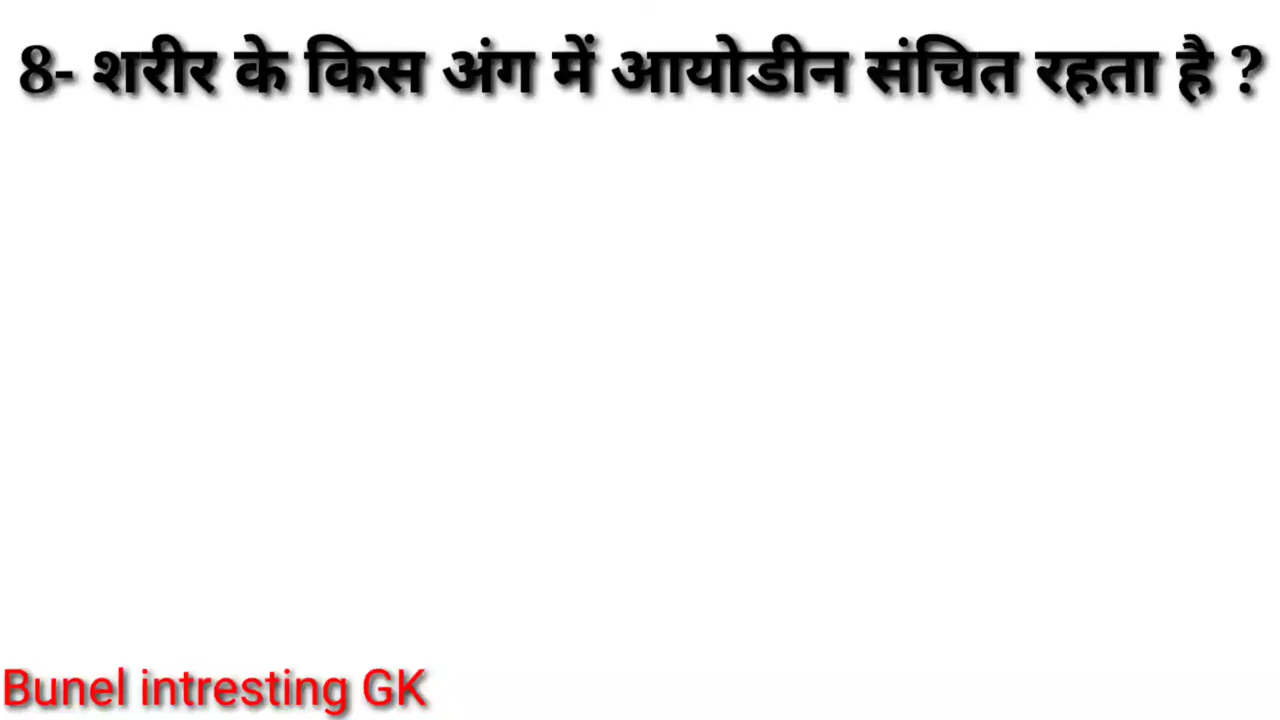 8- शरीर के किस अंग में आयोडीन संचित रहता है ?
Bunel intresting GK